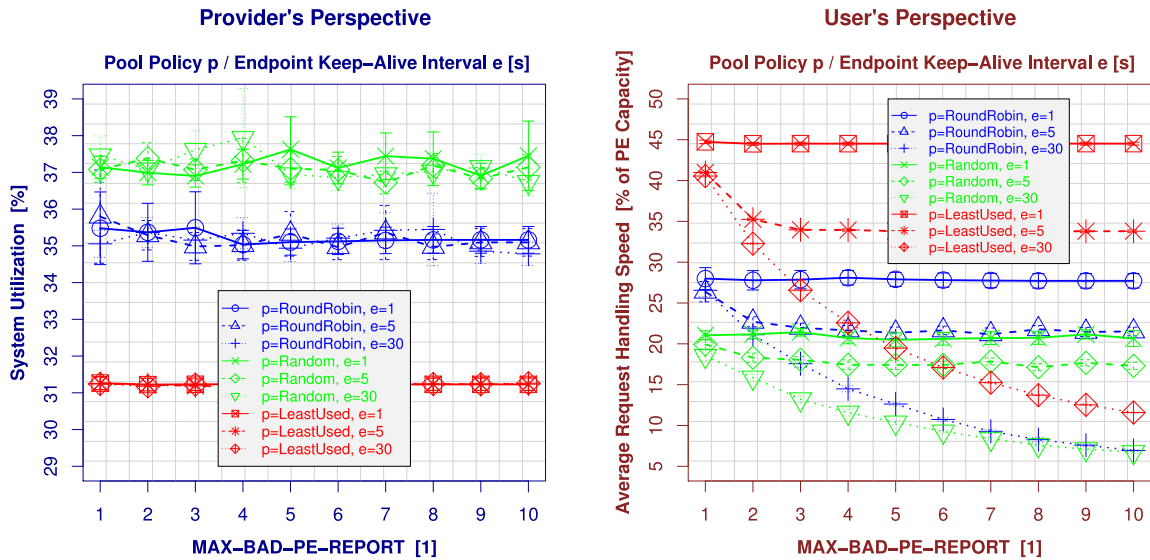 Provider's Perspective
Pool Policy p / Endpoint Keep−Alive Interval e [s]
System Utilization [%]
39
38
37
36
35
34
33
32
31
30
29
p=RoundRobin, e=1
p=RoundRobin, e=5
p=RoundRobin, e=30
p=Random, e=1
p=Random, e=5
p=Random, e=30
p=LeastUsed, e=1
p=LeastUsed, e=5
p=LeastUsed, e=30
1 2 3 4 5 6 7 8 9 10
MAX−BAD−PE−REPORT [1]
User's Perspective
Pool Policy p / Endpoint Keep−Alive Interval e [s]
Average Request Handling Speed [% of PE Capacity]
50
45
40
35
30
25
20
15
10
5
p=RoundRobin, e=1
p=RoundRobin, e=5
p=RoundRobin, e=30
p=Random, e=1
p=Random, e=5
p=Random, e=30
p=LeastUsed, e=1
p=LeastUsed, e=5
p=LeastUsed, e=30
1 2 3 4 5 6 7 8 9 10
MAX−BAD−PE−REPORT [1]